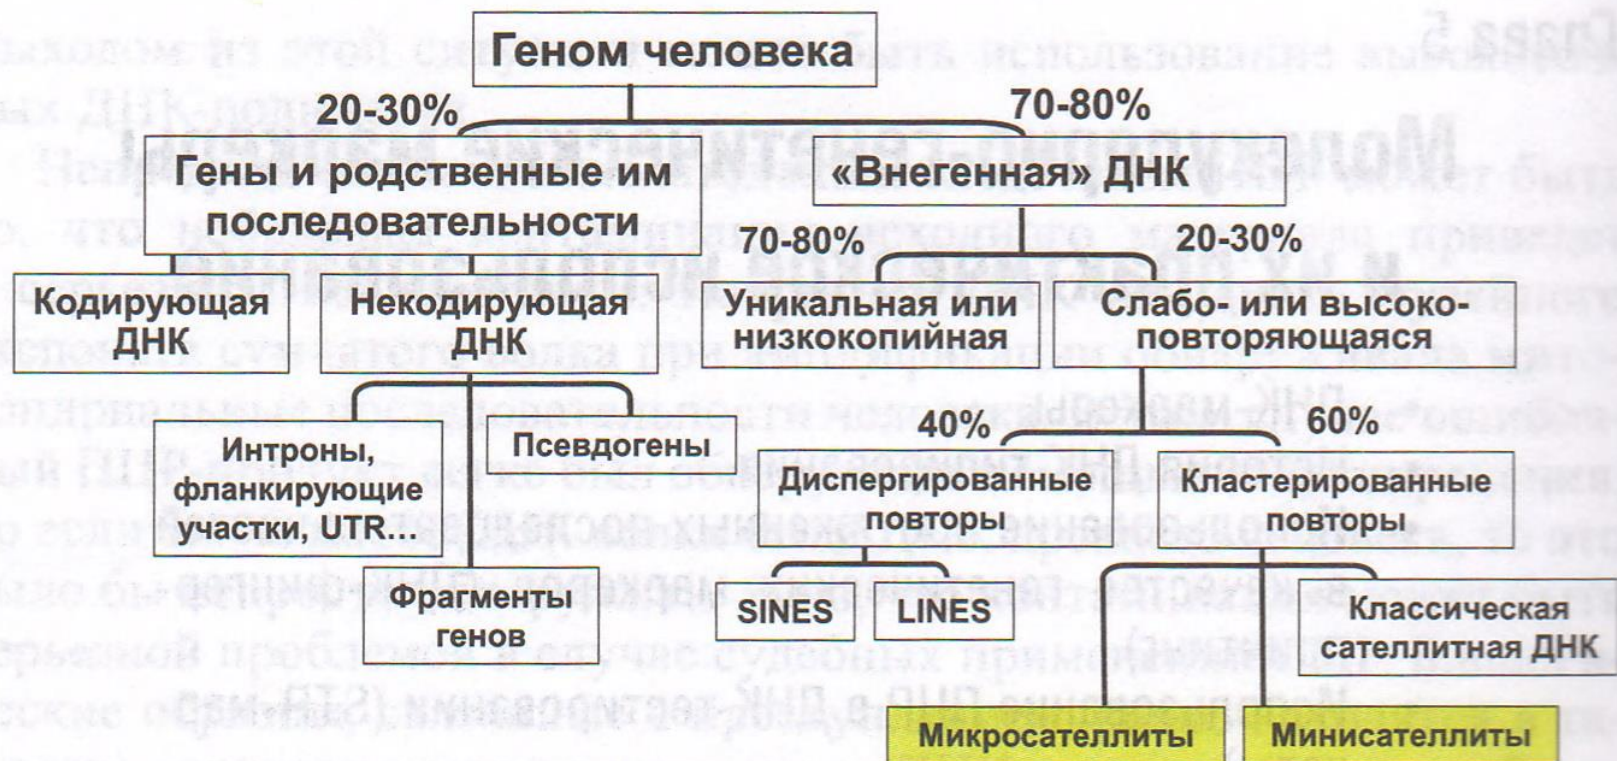 Геном человека
20-30%
70-80%
Гены и родственные им
последовательности
«Внегенная» ДНК
70-80%
20-30%
Кодирующая
ДНК
Некодирующая
ДНК
Уникальная или
низкокопийная
Слабо- или высоко-
повторяющаяся
Интроны,
фланкирующие
участки, UTR...
Псевдогены
Фрагменты
генов
40%
60%
Диспергированные
повторы
Кластерированные
повторы
SINES
LINES
Классическая
сателлитная ДНК
Микросателлиты
Минисателлиты